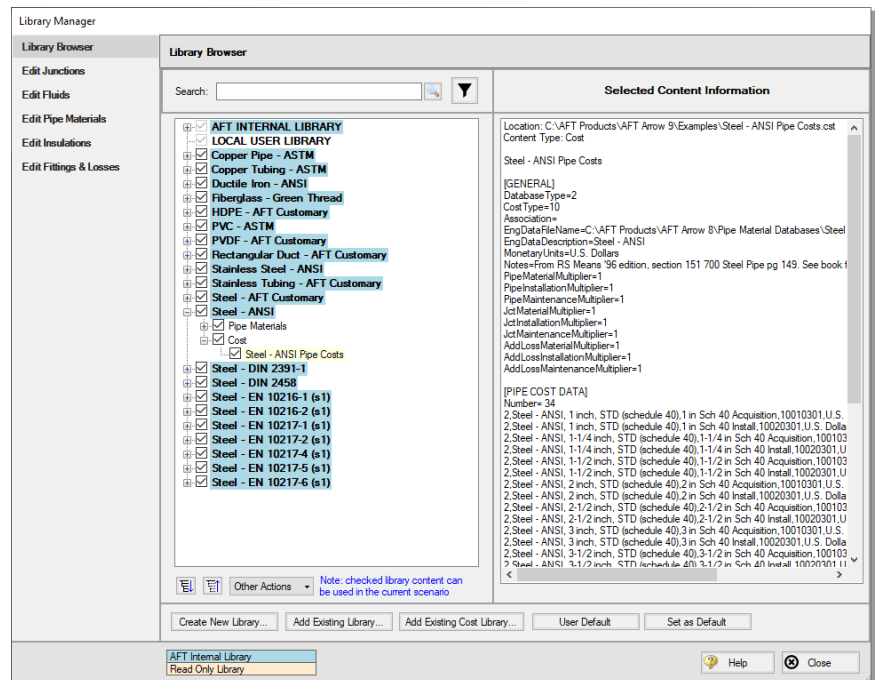 Library Manager
Library Browser
Edit Junctions
Edit Fluids
Edit Pipe Materials
Edit Insulations
Edit Fittings & Losses
Library Browser
Search:
AFT INTERNAL LIBRARY
LOCAL USER LIBRARY
Copper Pipe - ASTM
Copper Tubing - ASTM
Ductile Iron - ANSI
Fiberglass - Green Thread
HDPE - AFT Customary
PVC - ASTM
PVDF - AFT Customary
Rectangular Duct - AFT Customary
Stainless Steel - ANSI
Stainless Tubing - AFT Customary
Steel - AFT Customary
Steel - ANSI
Pipe Materials
Cost
Steel - ANSI Pipe Costs
Steel - DIN 2391-1
Steel - DIN 2458
Steel - EN 10216-1 (s1)
Steel - EN 10216-2 (s1)
Steel - EN 10217-1 (s1)
Steel - EN 10217-2 (s1)
Steel - EN 10217-4 (s1)
Steel - EN 10217-5 (s1)
Steel - EN 10217-6 (s1)
Other Actions
Note: checked library content can
be used in the current scenario
Selected Content Information
Location: C:\AFT Products\AFT Arrow 9\Examples\Steel - ANSI Pipe Costs.cst
Content Type: Cost
Steel - ANSI Pipe Costs
[GENERAL]
DatabaseType=2
CostType=10
Association=
EngDataFileName=C:\AFT Products\AFT Arrow 8\Pipe Material Databases\Steel
EngDataDescription=Steel - ANSI
MonetaryUnits=U.S. Dollars
Notes=From RS Means '96 edition, section 151 700 Steel Pipe pg 149. See book f
PipeMaterialMultiplier=1
PipeInstallationMultiplier=1
PipeMaintenanceMultiplier=1
JctMaterialMultiplier=1
JctInstallationMultiplier=1
JctMaintenanceMultiplier=1
AddLossMaterialMultiplier=1
AddLossInstallationMultiplier=1
AddLossMaintenanceMultiplier=1
[PIPE COST DATA]
Number= 34
2,Steel - ANSI, 1 inch, STD (schedule 40),1 in Sch 40 Acquisition,10010301,U.S.
2,Steel - ANSI, 1 inch, STD (schedule 40),1 in Sch 40 Install,10020301,U.S. Dolla
2,Steel - ANSI, 1-1/4 inch, STD (schedule 40),1-1/4 in Sch 40 Acquisition,100103
2,Steel - ANSI, 1-1/4 inch, STD (schedule 40),1-1/4 in Sch 40 Install,10020301,U
2,Steel - ANSI, 1-1/2 inch, STD (schedule 40),1-1/2 in Sch 40 Acquisition,100103
2,Steel - ANSI, 1-1/2 inch, STD (schedule 40),1-1/2 in Sch 40 Install,10020301,U
2,Steel - ANSI, 2 inch, STD (schedule 40),2 in Sch 40 Acquisition,10010301,U.S.
2,Steel - ANSI, 2 inch, STD (schedule 40),2 in Sch 40 Install,10020301,U.S. Dolla
2,Steel - ANSI, 2-1/2 inch, STD (schedule 40),2-1/2 in Sch 40 Acquisition,100103
2,Steel - ANSI, 2-1/2 inch, STD (schedule 40),2-1/2 in Sch 40 Install,10020301,U
2,Steel - ANSI, 3 inch, STD (schedule 40),3 in Sch 40 Acquisition,10010301,U.S.
2,Steel - ANSI, 3 inch, STD (schedule 40),3 in Sch 40 Install,10020301,U.S. Dolla
2,Steel - ANSI, 3-1/2 inch, STD (schedule 40),3-1/2 in Sch 40 Acquisition,100103
2,Steel - ANSI, 3-1/2 inch, STD (schedule 40),3-1/2 in Sch 40 Install,10020301,U
Create New Library...
Add Existing Library...
Add Existing Cost Library...
User Default
Set as Default
AFT Internal Library
Read Only Library
Help
Close